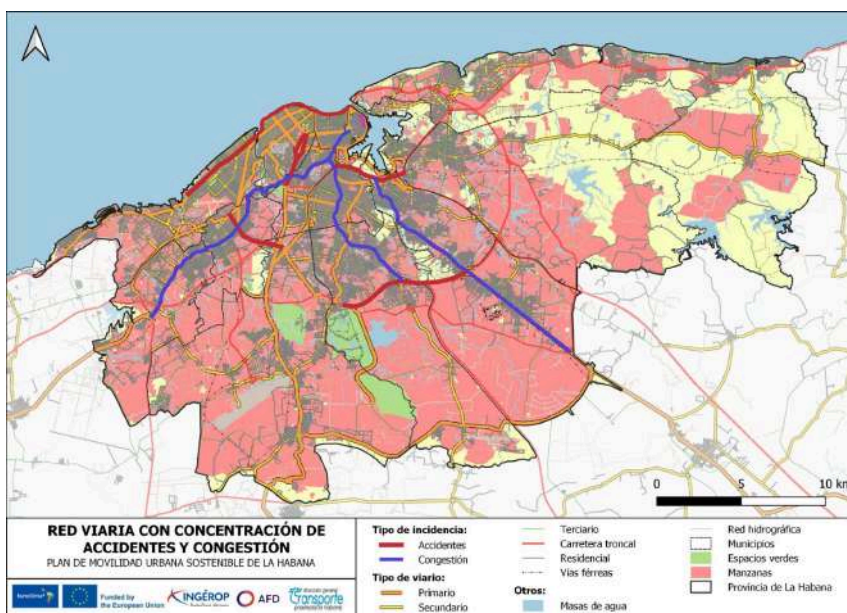 0 5 10 km
RED VIARIA CON CONCENTRACIÓN DE
ACCIDENTES Y CONGESTIÓN
PLAN DE MOVILIDAD URBANA SOSTENIBLE DE LA HABANA
Funded by
the European Union
INGÉROP
AFD
transporte
Tipo de incidencia:
Accidentes
Congestión
Tipo de viario:
Primario
Secundario
Terciario
Carretera troncal
Residencial
Vías férreas
Otros:
Masas de agua
Red hidrográfica
Municipios
Espacios verdes
Manzanas
Provincia de La Habana